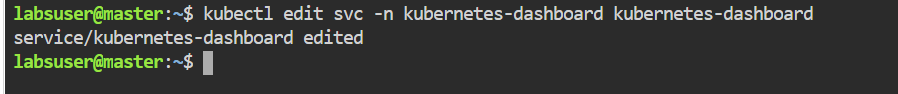 labsuser@master:~$ kubectl edit svc -n kubernetes-dashboard kubernetes-dashboard
service/kubernetes-dashboard edited
labsuser@master:~$